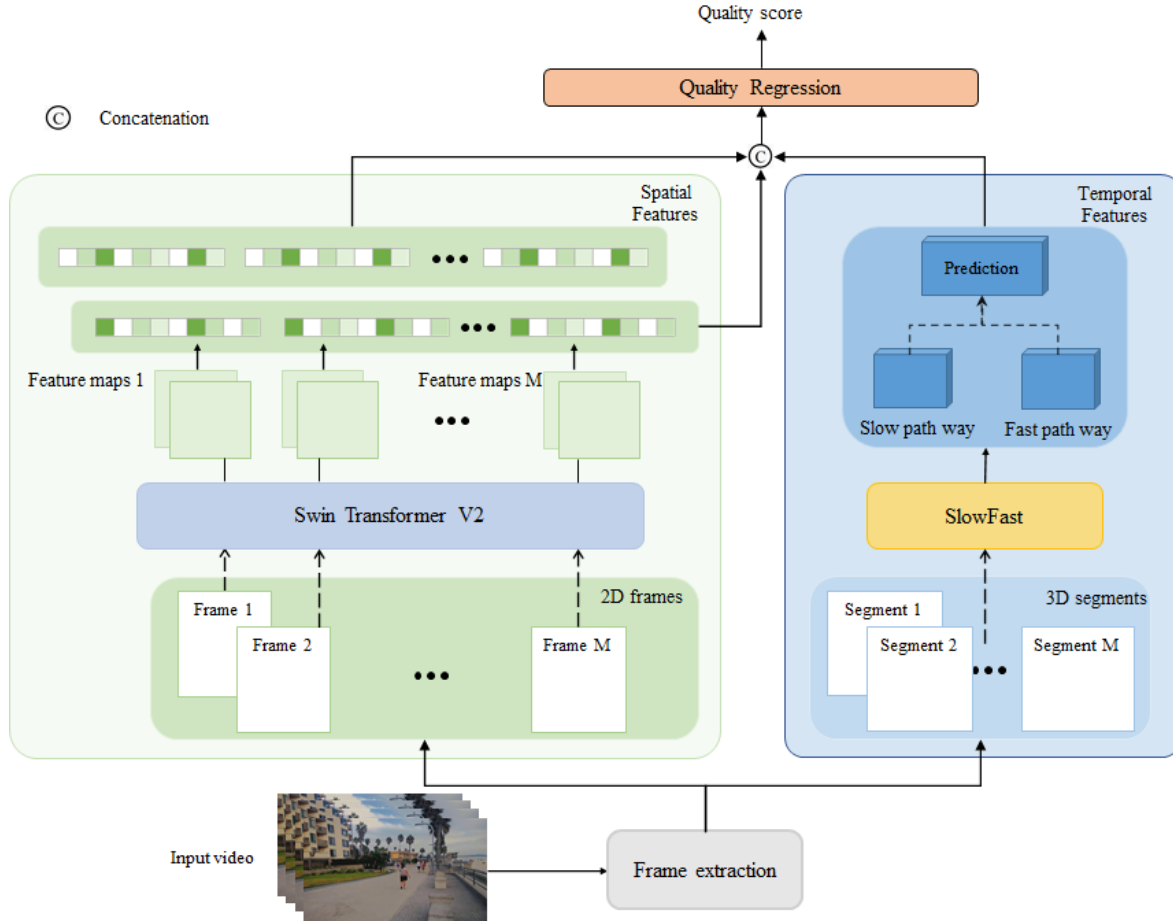 Quality score
Quality Regression
C
Concatenation
C
Spatial
Features
Temporal
Features
Prediction
Feature maps 1
Feature maps M
Slow path way
Fast path way
Swin Transformer V2
SlowFast
2D frames
3D segments
Frame 1
Frame 2
Frame M
Segment 1
Segment 2
Segment M
Input video
Frame extraction